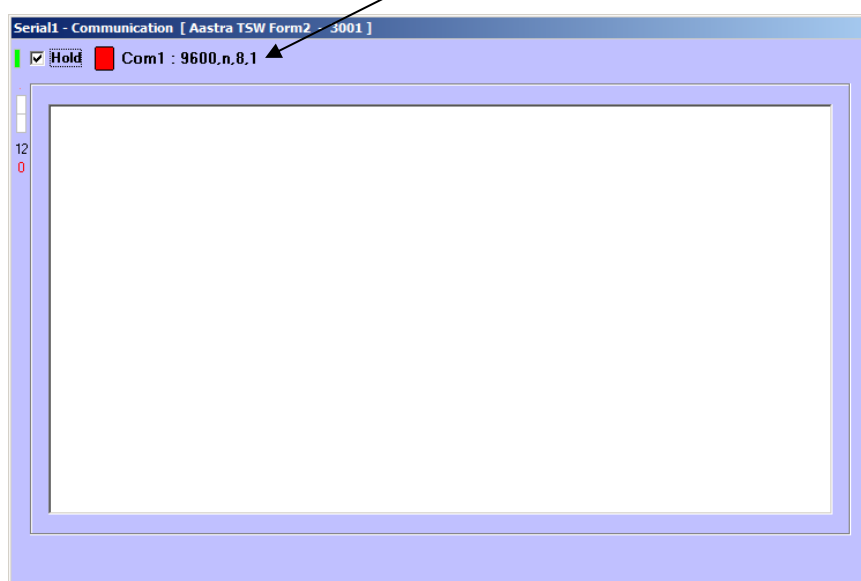 Serial1 - Communication [ Aastra TSW Form2 - 3001 ]
Hold Com1 : 9600,n,8,1
12
0